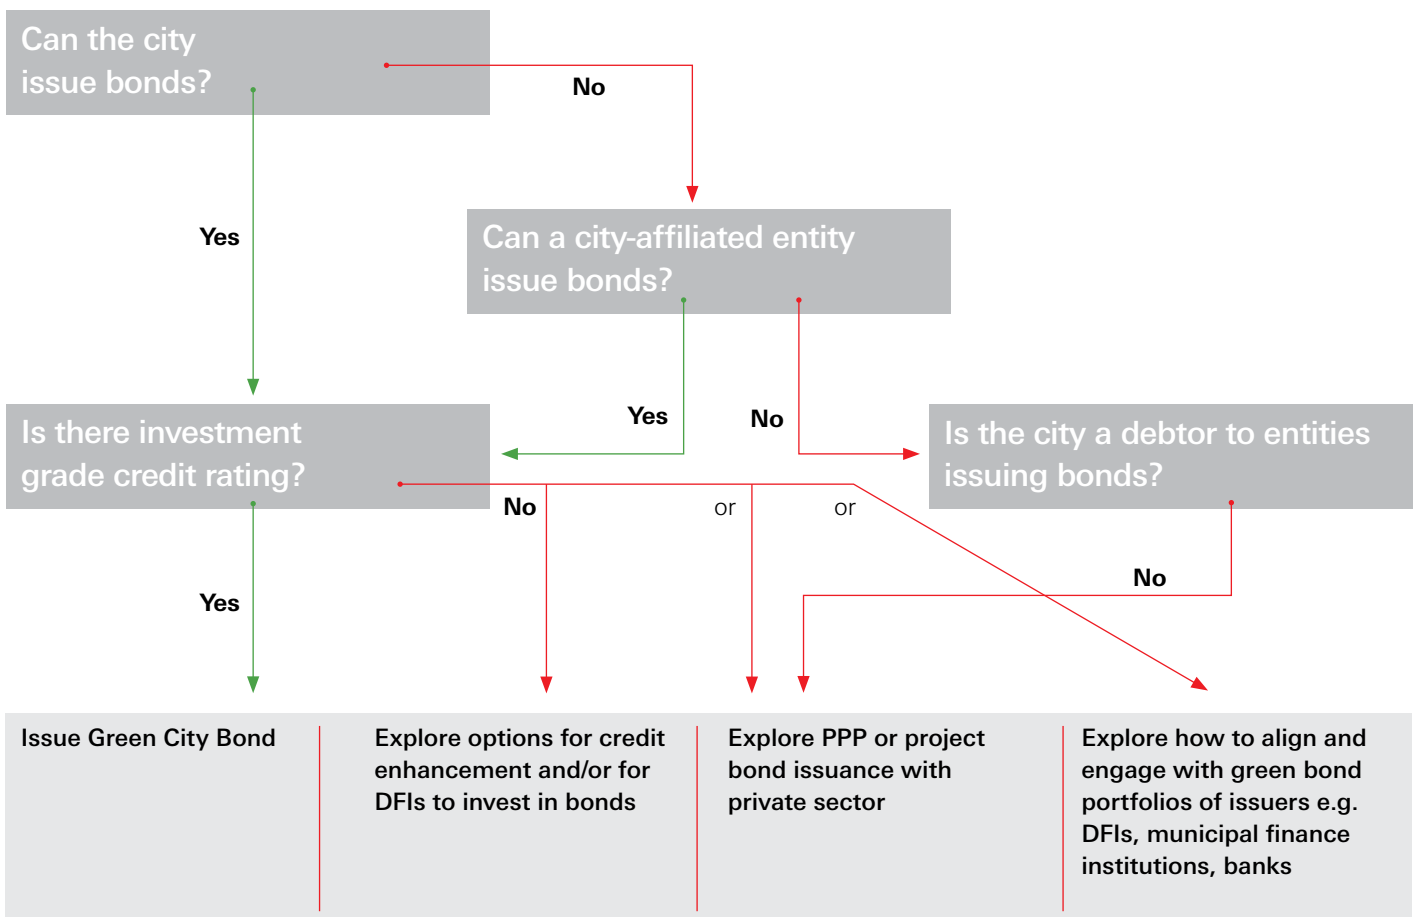 Can the city
issue bonds?
No
Yes
Can a city-affiliated entity
issue bonds?
Yes
No
Is there investment
grade credit rating?
Is the city a debtor to entities
issuing bonds?
No
or
or
No
Yes
Issue Green City Bond
Explore options for credit
enhancement and/or for
DFIs to invest in bonds
Explore PPP or project
bond issuance with
private sector
Explore how to align and
engage with green bond
portfolios of issuers e.g.
DFIs, municipal finance
institutions, banks